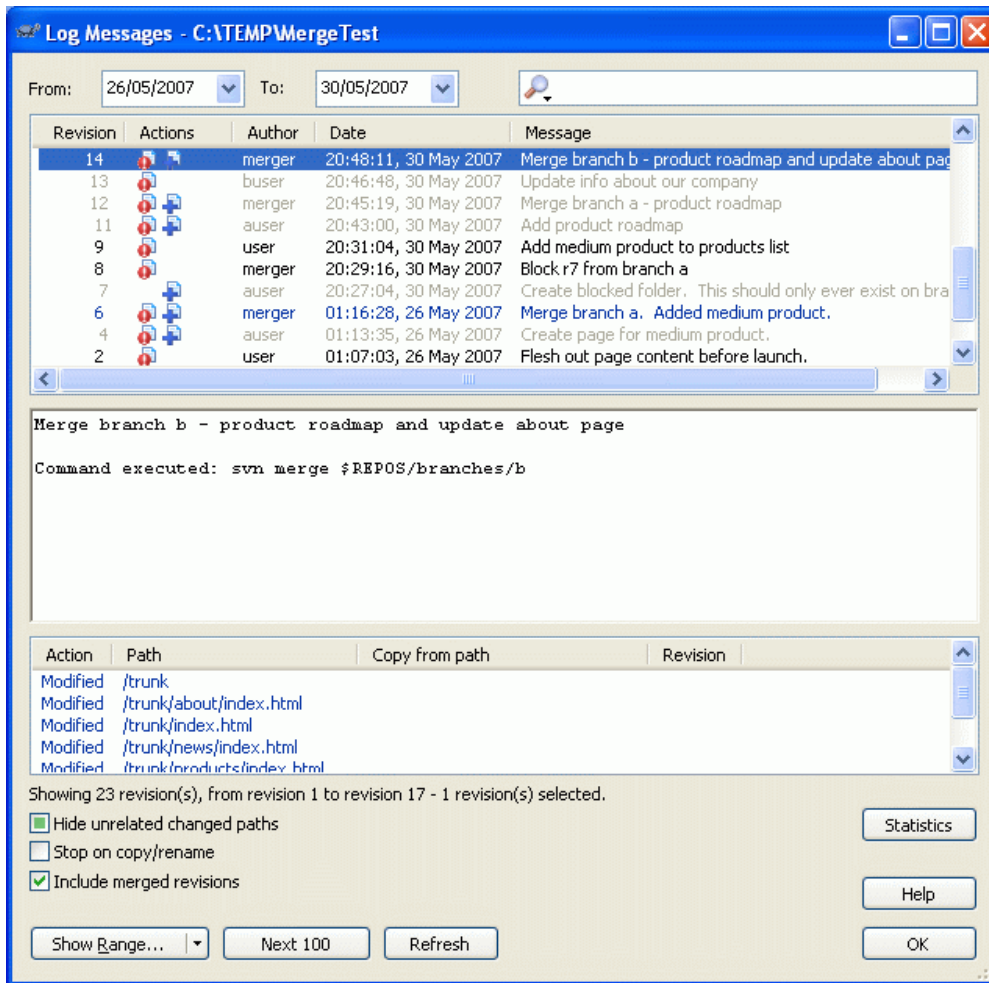 Log Messages - C:\TEMP\MergeTest
From: 26/05/2007 To: 30/05/2007
Revision Actions Author Date Message
14 merger 20:48:11, 30 May 2007 Merge branch b - product roadmap and update about pag
13 buser 20:46:48, 30 May 2007 Update info about our company
12 merger 20:45:19, 30 May 2007 Merge branch a - product roadmap
11 auser 20:43:00, 30 May 2007 Add product roadmap
9 user 20:31:04, 30 May 2007 Add medium product to products list
8 merger 20:29:16, 30 May 2007 Block r7 from branch a
7 auser 20:27:04, 30 May 2007 Create blocked folder. This should only ever exist on bra
6 merger 01:16:28, 26 May 2007 Merge branch a. Added medium product.
4 auser 01:13:35, 26 May 2007 Create page for medium product.
2 user 01:07:03, 26 May 2007 Flesh out page content before launch.
Merge branch b - product roadmap and update about page
Command executed: svn merge $REPOS/branches/b
Action Path Copy from path Revision
Modified /trunk
Modified /trunk/about/index.html
Modified /trunk/index.html
Modified /trunk/news/index.html
Modified /trunk/products/index.html
Showing 23 revision(s), from revision 1 to revision 17 - 1 revision(s) selected.
Hide unrelated changed paths
Statistics
Stop on copy/rename
Include merged revisions
Help
Show Range... Next 100 Refresh OK